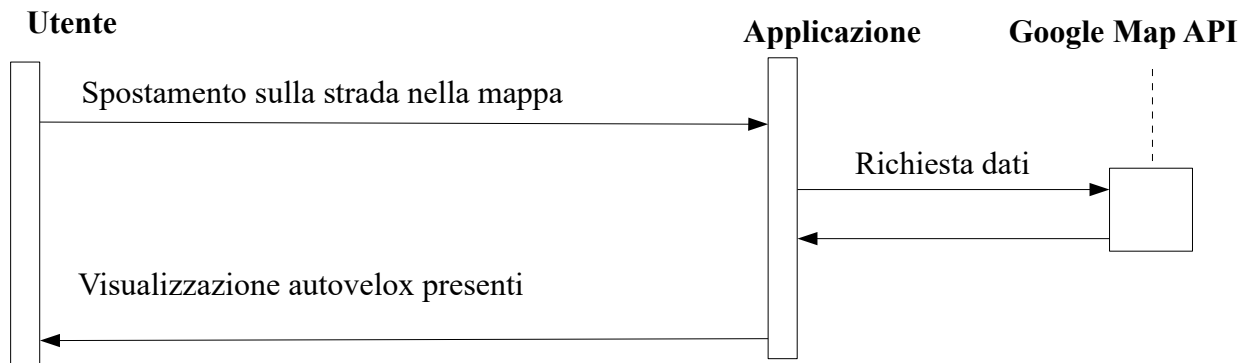 Utente
Applicazione
Google Map API
Spostamento sulla strada nella mappa
Richiesta dati
Visualizzazione autovelox presenti